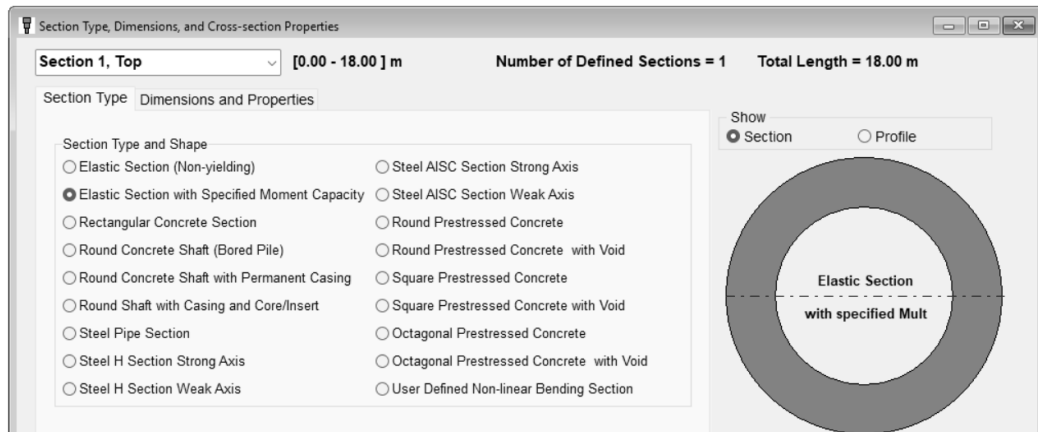 Section Type, Dimensions, and Cross-section Properties
Section 1, Top [0.00 - 18.00 ] m Number of Defined Sections = 1 Total Length = 18.00 m
Section Type Dimensions and Properties
Show
Section Profile
Section Type and Shape
Elastic Section (Non-yielding) Steel AISC Section Strong Axis
Elastic Section with Specified Moment Capacity Steel AISC Section Weak Axis
Rectangular Concrete Section Round Prestressed Concrete
Round Concrete Shaft (Bored Pile) Round Prestressed Concrete with Void
Round Concrete Shaft with Permanent Casing Square Prestressed Concrete
Round Shaft with Casing and Core/Insert Square Prestressed Concrete with Void
Steel Pipe Section Octagonal Prestressed Concrete
Steel H Section Strong Axis Octagonal Prestressed Concrete with Void
Steel H Section Weak Axis User Defined Non-linear Bending Section
Elastic Section
with specified Mult